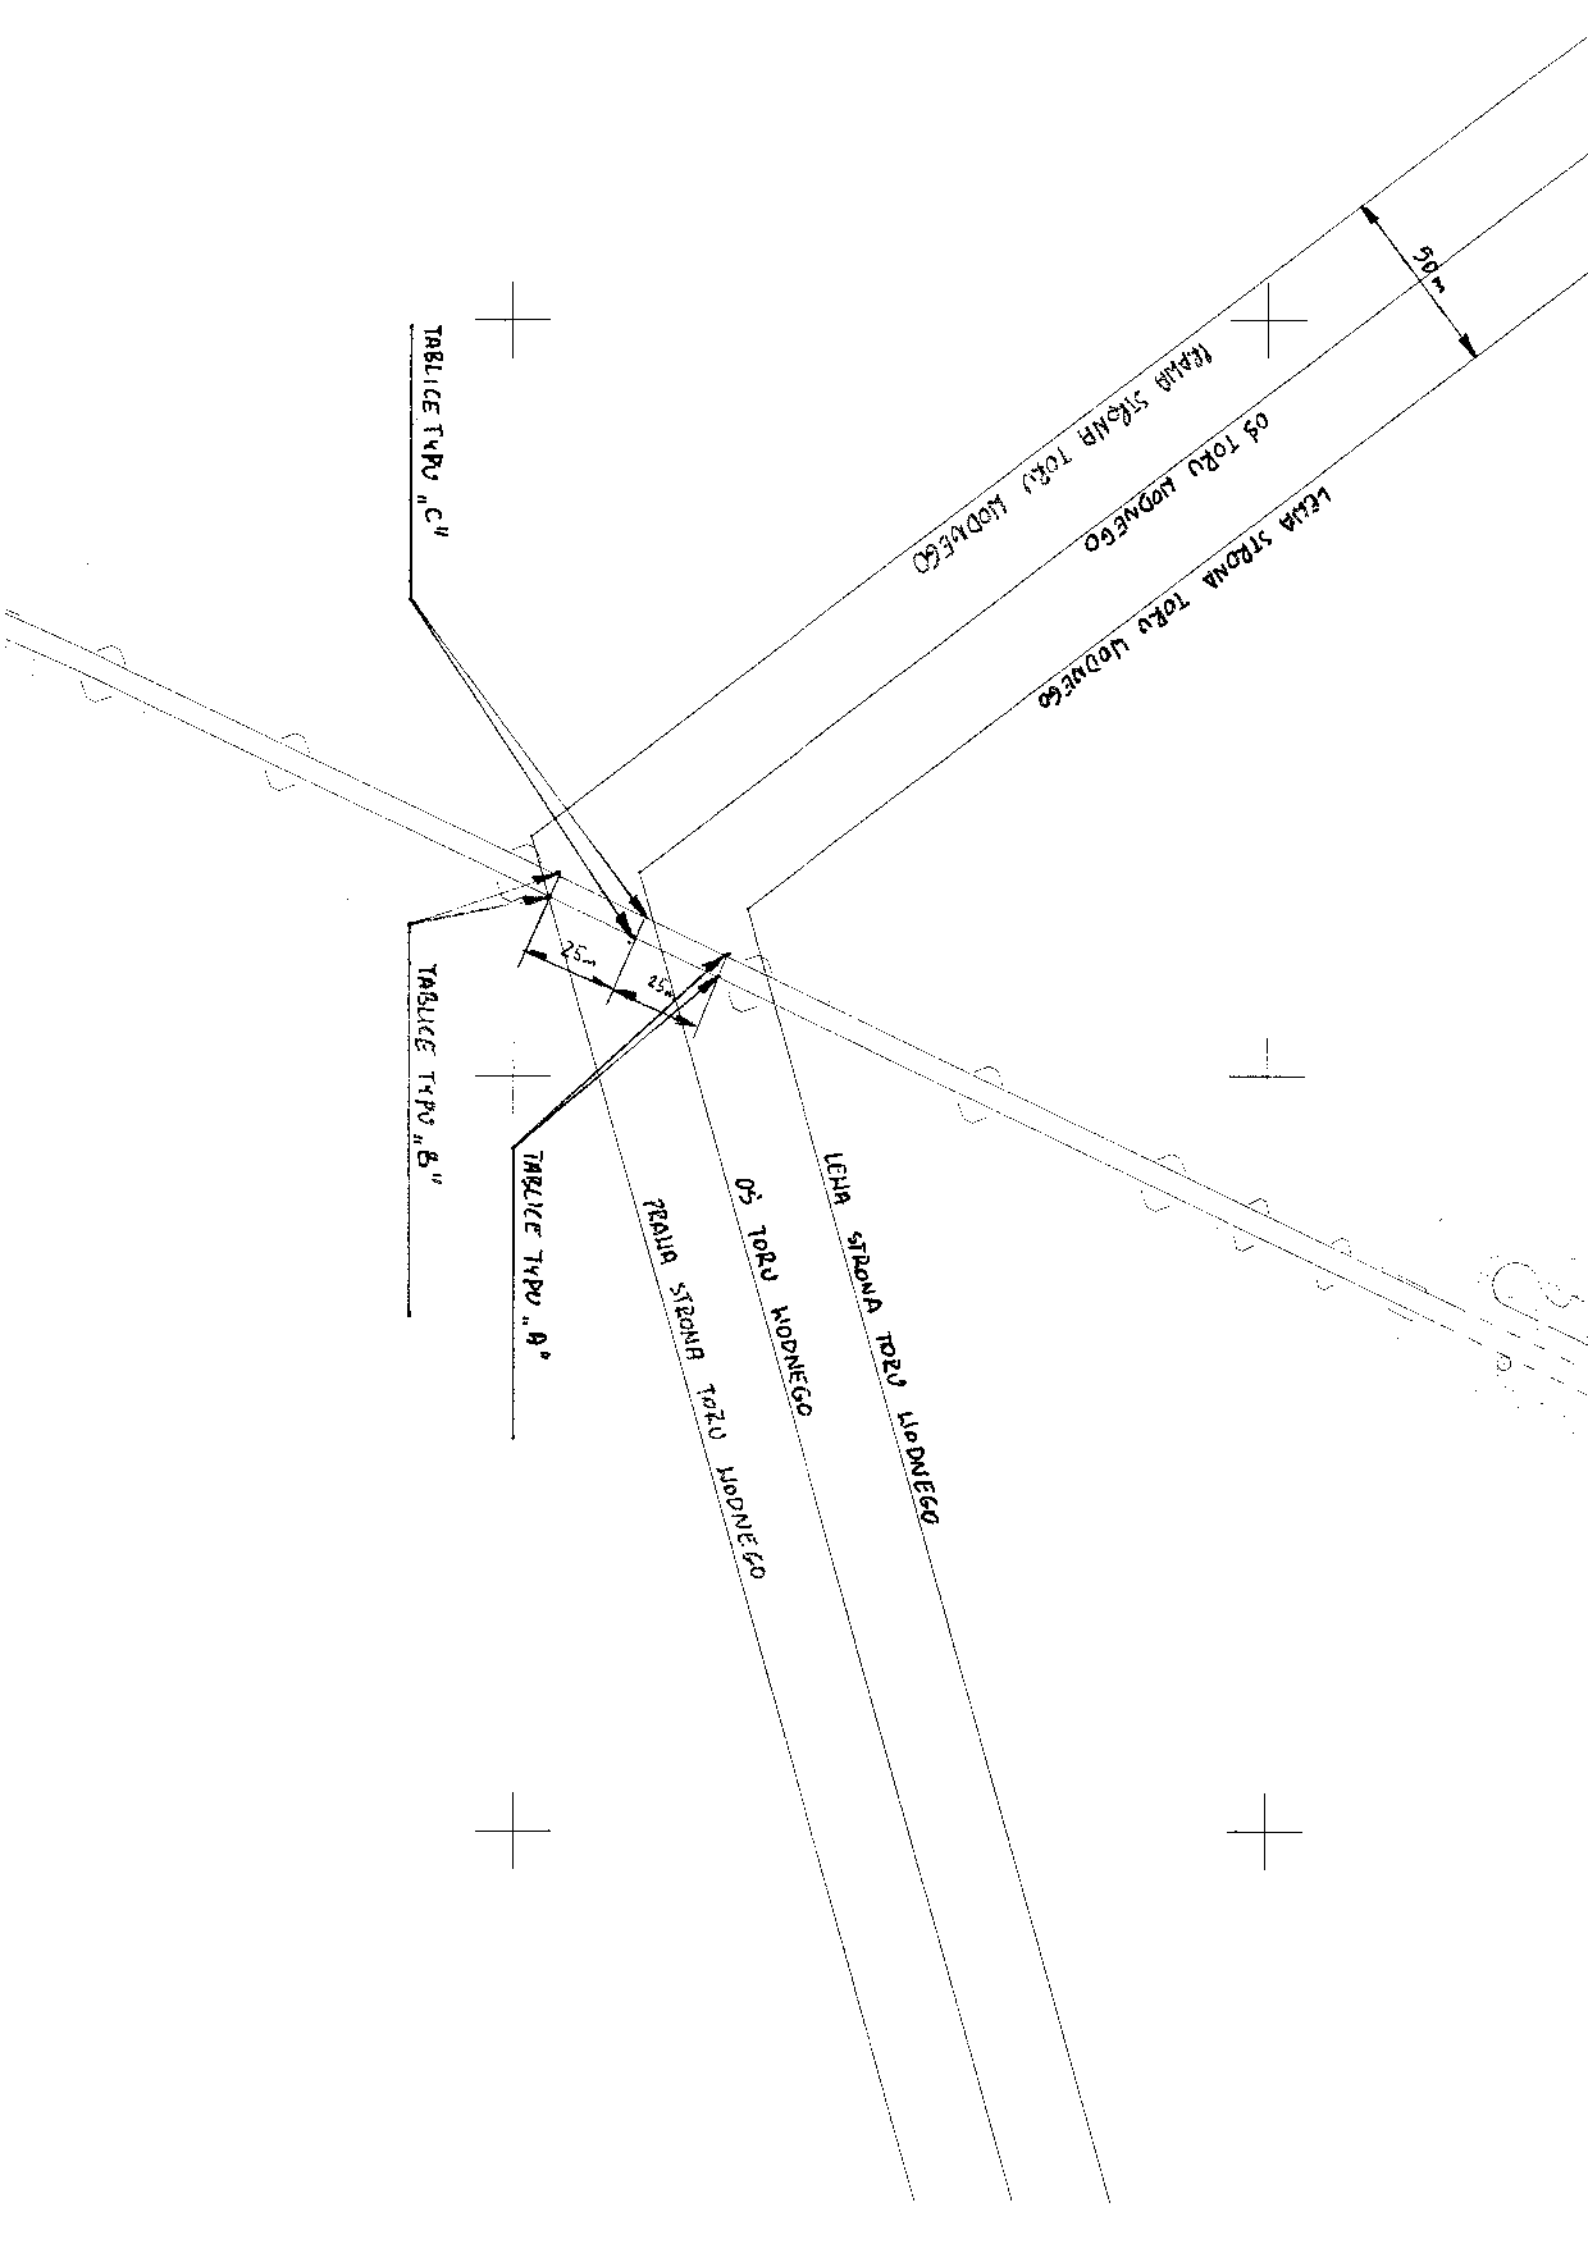 50m
PRAWA STRONA TORU WODNEGO
OŚ TORU WODNEGO
LEWA STRONA TORU WODNEGO
TABLICE TYPU „C"
25m
25m
TABLICE TYPU „B"
TABLICE TYPU „A"
LEWA STRONA TORU WODNEGO
OŚ TORU WODNEGO
PRAWA STRONA TORU WODNEGO